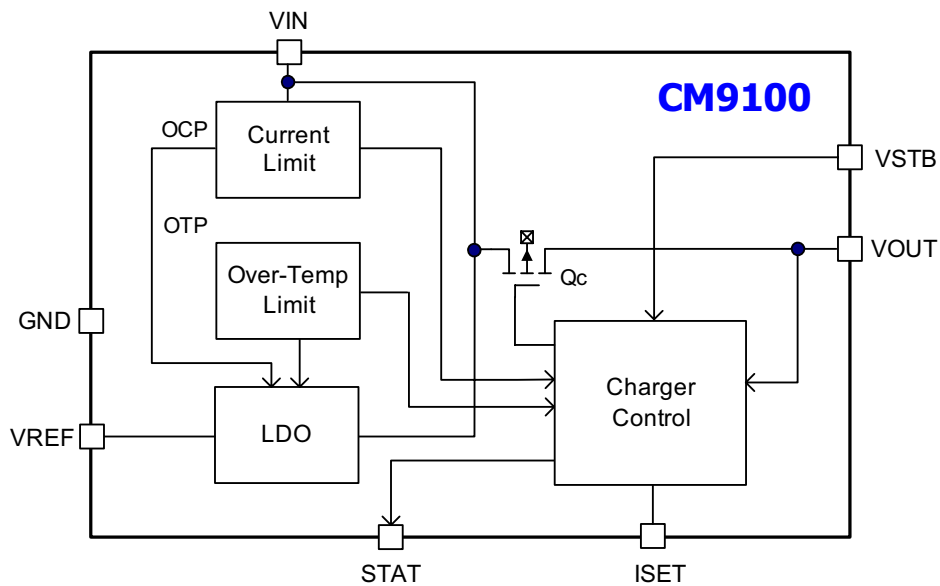 VIN
CM9100
OCP
Current
Limit
VSTB
OTP
VOUT
Over-Temp
Limit
Qc
GND
Charger
Control
VREF
LDO
STAT
ISET